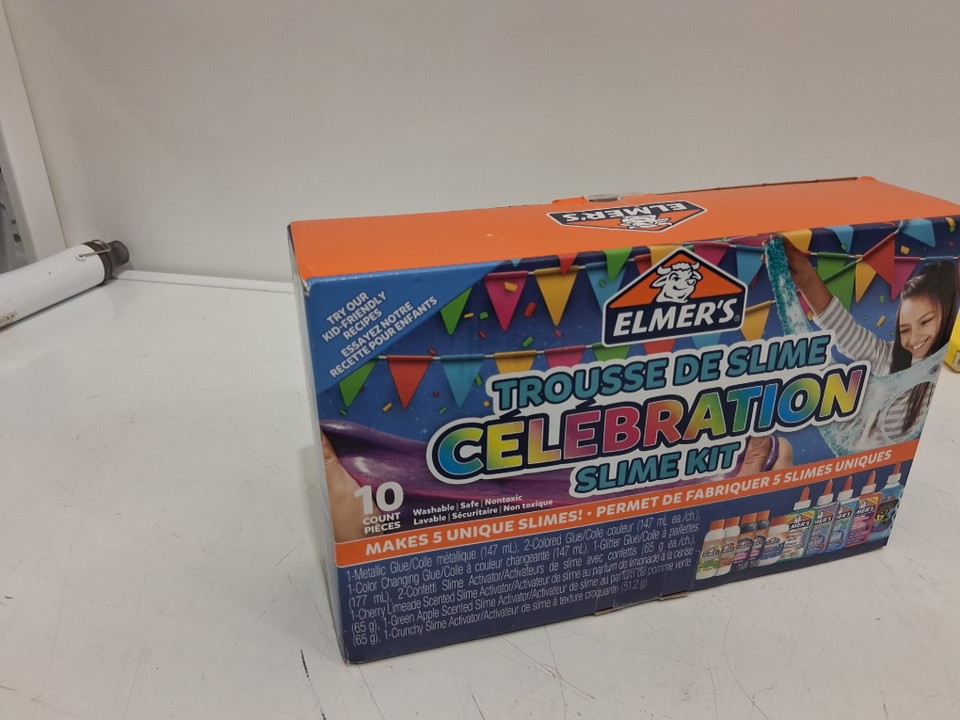 ELMER'S
TRY OUR
KID-FRIENDLY
RECIPES
ESSAYEZ NOTRE
RECETTE POUR ENFANTS
ELMER'S
TROUSSE DE SLIME
CÉLÉBRATION
SLIME KIT
10
COUNT
PIECES
Washable | Safe | Nontoxic
Lavable | Sécuritaire | Non toxique
MAKES 5 UNIQUE SLIMES! • PERMET DE FABRIQUER 5 SLIMES UNIQUES
1-Metallic Glue/Colle métallique (147 mL), 2-Colored Glue/Colle couleur (147 mL ea./ch.),
1-Color Changing Glue/Colle à couleur changeante (147 mL), 1-Glitter Glue/Colle à paillettes
(177 mL), 2-Confetti Slime Activator/Activateurs de slime avec confettis (65 g ea./ch.),
1-Cherry Limeade Scented Slime Activator/Activateur de slime au parfum de limonade à la cerise
(65 g), 1-Green Apple Scented Slime Activator/Activateur de slime au parfum de pomme verte
(65 g), 1-Crunchy Slime Activator/Activateur de slime à texture croquante (51.2 g)